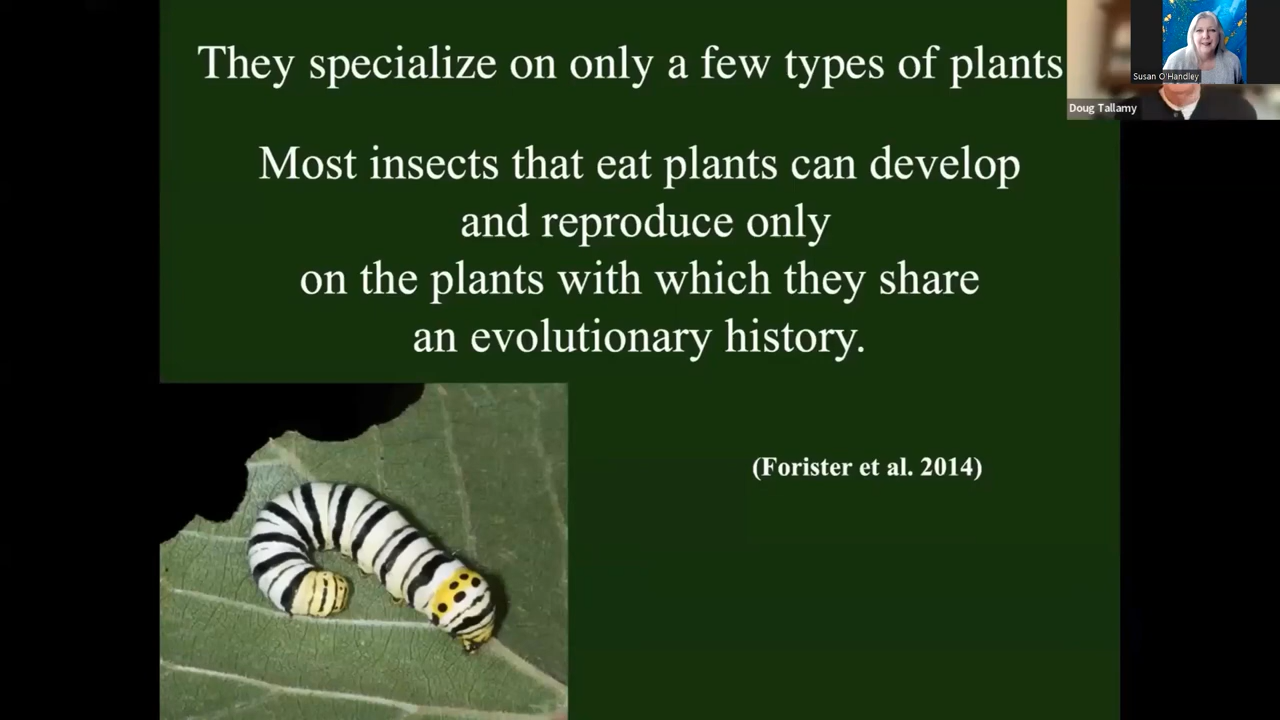 They specialize on only a few types of plants
Most insects that eat plants can develop
and reproduce only
on the plants with which they share
an evolutionary history.
(Forister et al. 2014)
Susan O'Handley
Doug Tallamy